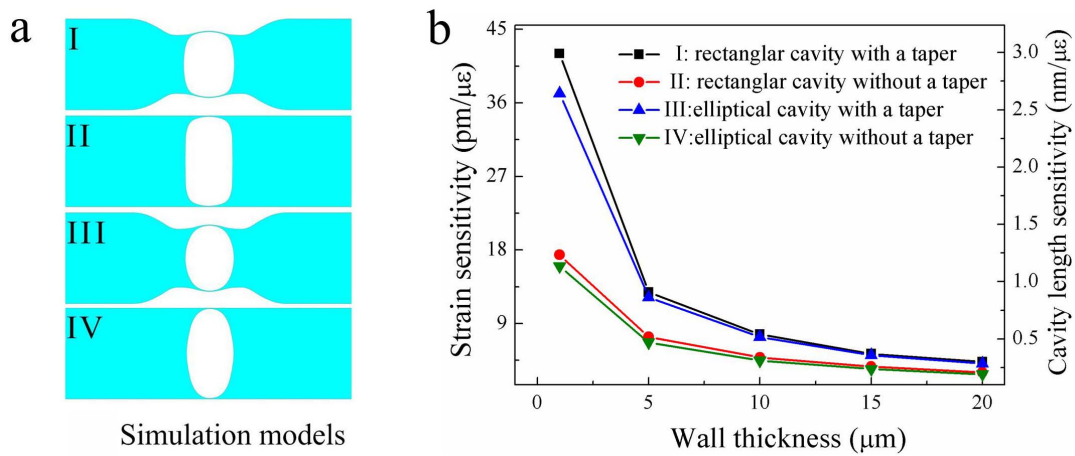 a
I
II
III
IV
Simulation models
b
Strain sensitivity (pm/με)
45
36
27
18
9
I: rectanglar cavity with a taper
II: rectanglar cavity without a taper
III:elliptical cavity with a taper
IV:elliptical cavity without a taper
3.0
2.5
2.0
1.5
1.0
0.5
Cavity length sensitivity (nm/με)
0
5
10
15
20
Wall thickness (μm)